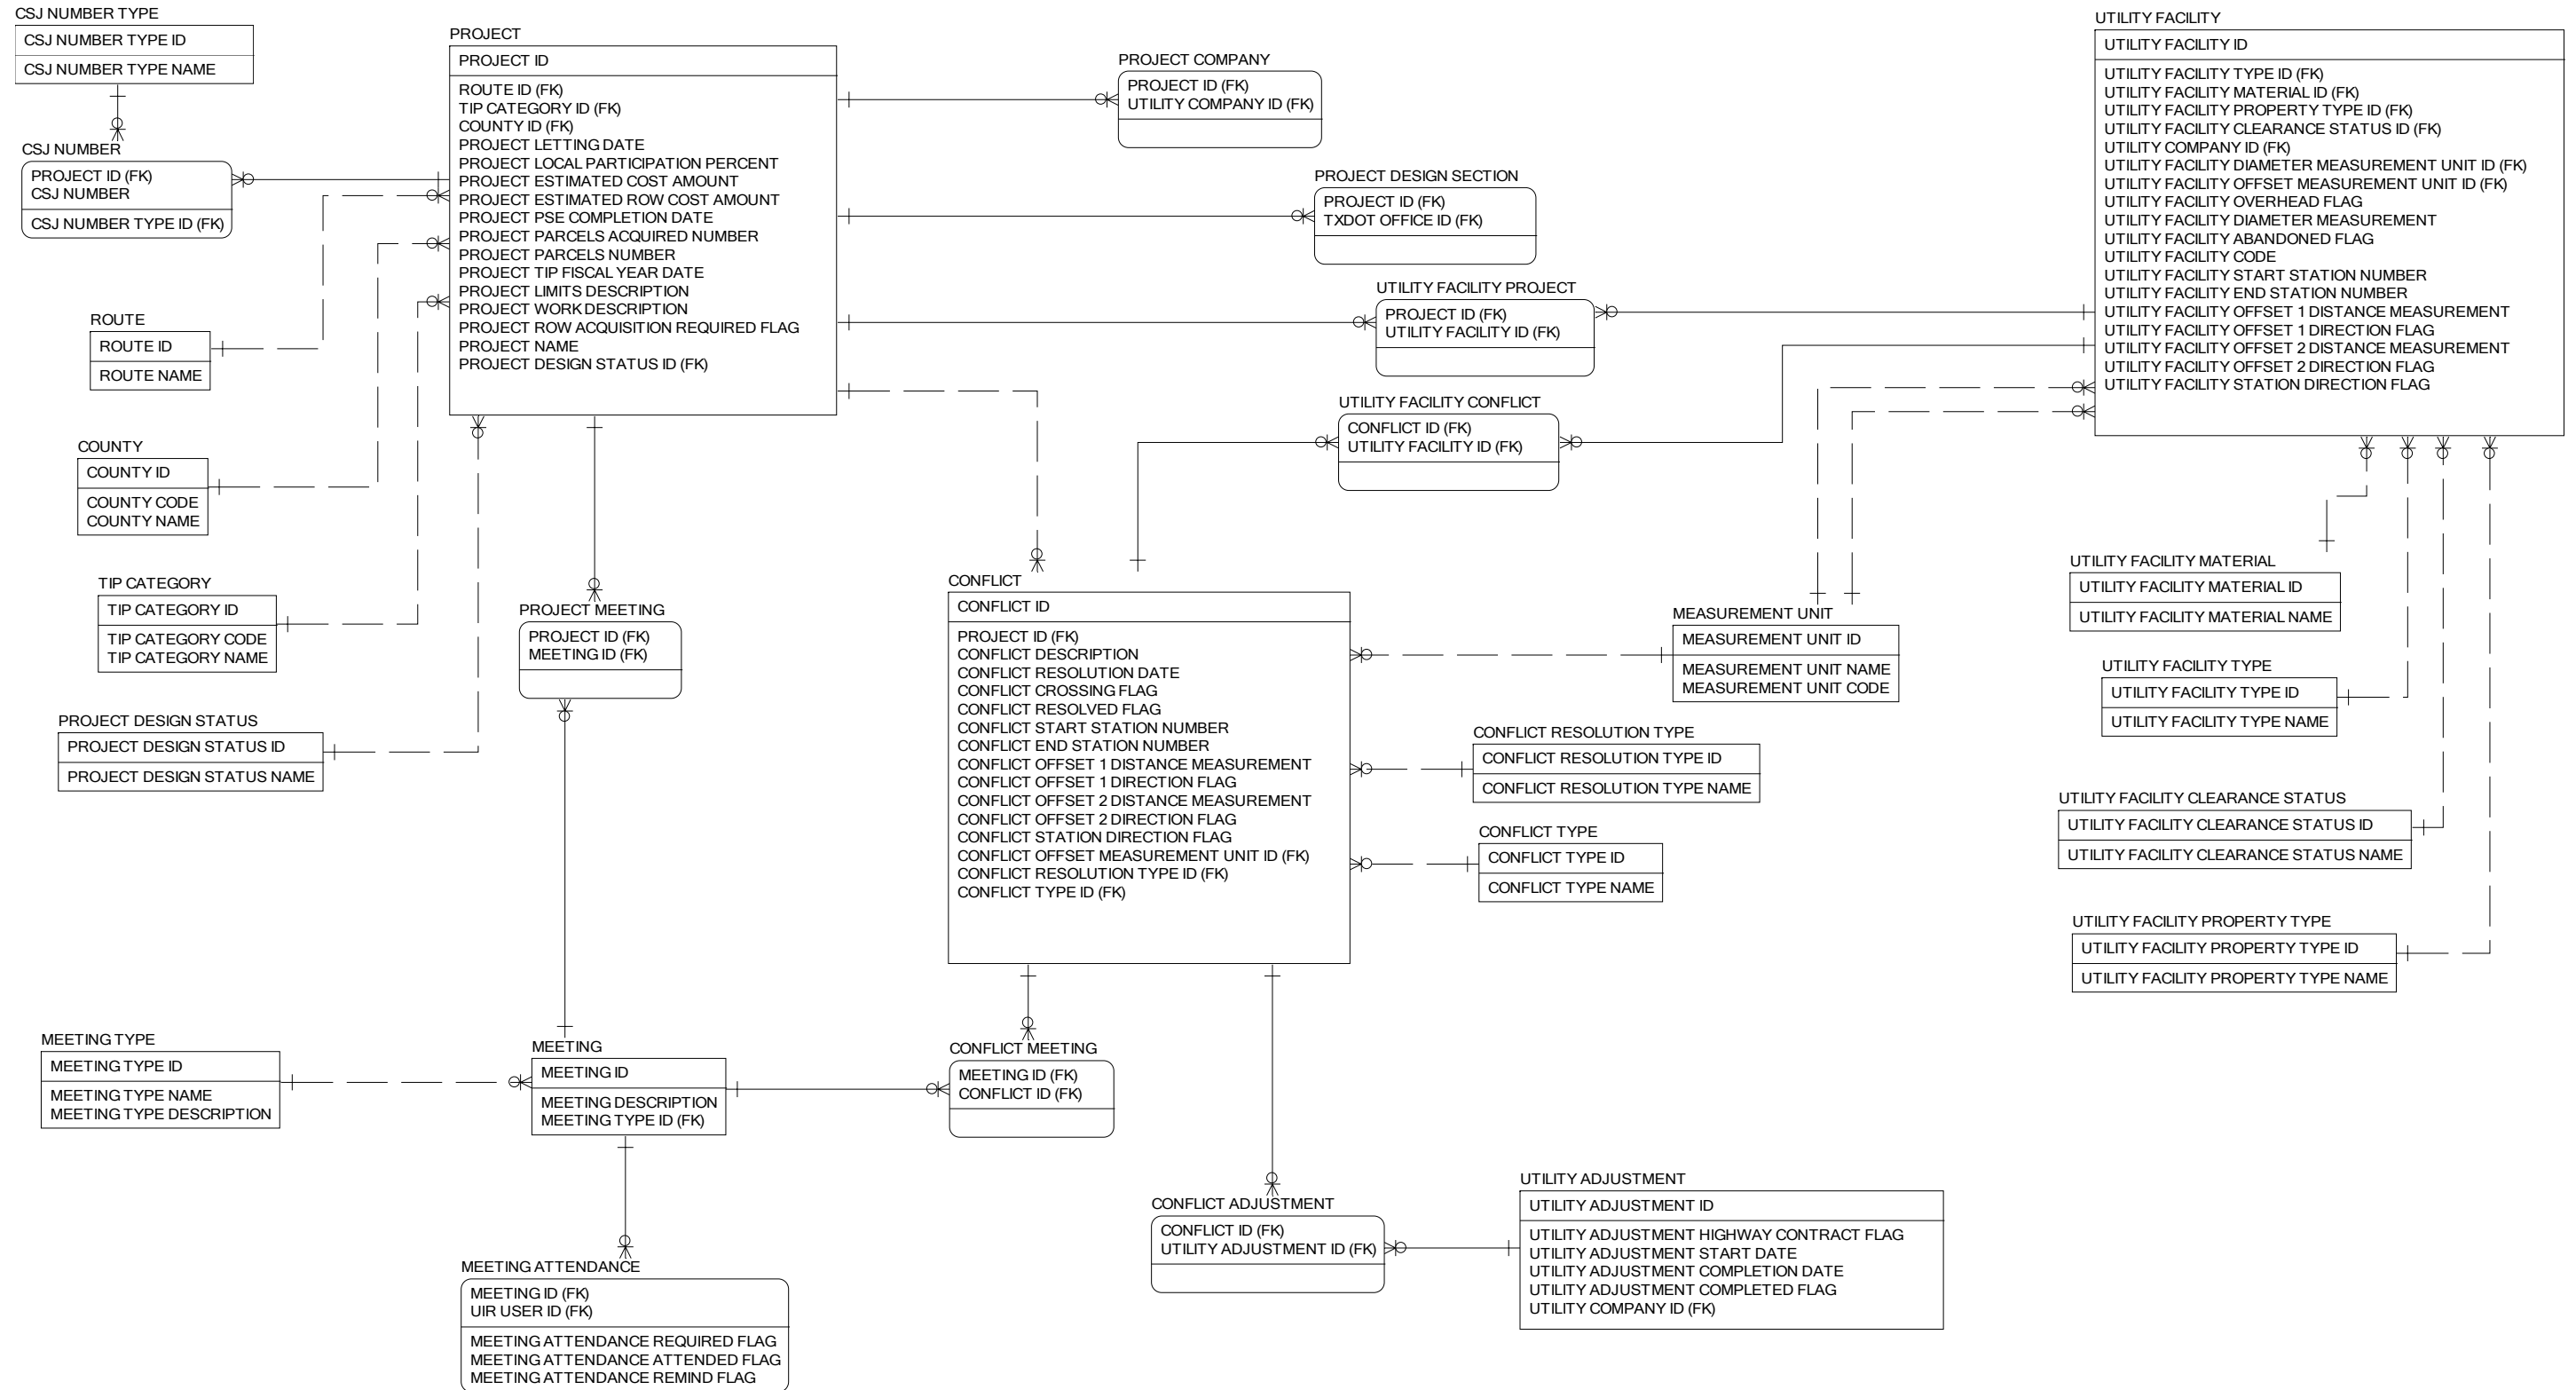 CSJ NUMBER TYPE
CSJ NUMBER TYPE ID
CSJ NUMBER TYPE NAME
CSJ NUMBER
PROJECT ID (FK)
CSJ NUMBER
CSJ NUMBER TYPE ID (FK)
ROUTE
ROUTE ID
ROUTE NAME
COUNTY
COUNTY ID
COUNTY CODE
COUNTY NAME
TIP CATEGORY
TIP CATEGORY ID
TIP CATEGORY CODE
TIP CATEGORY NAME
PROJECT DESIGN STATUS
PROJECT DESIGN STATUS ID
PROJECT DESIGN STATUS NAME
PROJECT
PROJECT ID
ROUTE ID (FK)
TIP CATEGORY ID (FK)
COUNTY ID (FK)
PROJECT LETTING DATE
PROJECT LOCAL PARTICIPATION PERCENT
PROJECT ESTIMATED COST AMOUNT
PROJECT ESTIMATED ROW COST AMOUNT
PROJECT PSE COMPLETION DATE
PROJECT PARCELS ACQUIRED NUMBER
PROJECT PARCELS NUMBER
PROJECT TIP FISCAL YEAR DATE
PROJECT LIMITS DESCRIPTION
PROJECT WORK DESCRIPTION
PROJECT ROW ACQUISITION REQUIRED FLAG
PROJECT NAME
PROJECT DESIGN STATUS ID (FK)
PROJECT COMPANY
PROJECT ID (FK)
UTILITY COMPANY ID (FK)
PROJECT DESIGN SECTION
PROJECT ID (FK)
TXDOT OFFICE ID (FK)
UTILITY FACILITY PROJECT
PROJECT ID (FK)
UTILITY FACILITY ID (FK)
UTILITY FACILITY CONFLICT
CONFLICT ID (FK)
UTILITY FACILITY ID (FK)
UTILITY FACILITY
UTILITY FACILITY ID
UTILITY FACILITY TYPE ID (FK)
UTILITY FACILITY MATERIAL ID (FK)
UTILITY FACILITY PROPERTY TYPE ID (FK)
UTILITY FACILITY CLEARANCE STATUS ID (FK)
UTILITY COMPANY ID (FK)
UTILITY FACILITY DIAMETER MEASUREMENT UNIT ID (FK)
UTILITY FACILITY OFFSET MEASUREMENT UNIT ID (FK)
UTILITY FACILITY OVERHEAD FLAG
UTILITY FACILITY DIAMETER MEASUREMENT
UTILITY FACILITY ABANDONED FLAG
UTILITY FACILITY CODE
UTILITY FACILITY START STATION NUMBER
UTILITY FACILITY END STATION NUMBER
UTILITY FACILITY OFFSET 1 DISTANCE MEASUREMENT
UTILITY FACILITY OFFSET 1 DIRECTION FLAG
UTILITY FACILITY OFFSET 2 DISTANCE MEASUREMENT
UTILITY FACILITY OFFSET 2 DIRECTION FLAG
UTILITY FACILITY STATION DIRECTION FLAG
PROJECT MEETING
PROJECT ID (FK)
MEETING ID (FK)
CONFLICT
CONFLICT ID
PROJECT ID (FK)
CONFLICT DESCRIPTION
CONFLICT RESOLUTION DATE
CONFLICT CROSSING FLAG
CONFLICT RESOLVED FLAG
CONFLICT START STATION NUMBER
CONFLICT END STATION NUMBER
CONFLICT OFFSET 1 DISTANCE MEASUREMENT
CONFLICT OFFSET 1 DIRECTION FLAG
CONFLICT OFFSET 2 DISTANCE MEASUREMENT
CONFLICT OFFSET 2 DIRECTION FLAG
CONFLICT STATION DIRECTION FLAG
CONFLICT OFFSET MEASUREMENT UNIT ID (FK)
CONFLICT RESOLUTION TYPE ID (FK)
CONFLICT TYPE ID (FK)
MEASUREMENT UNIT
MEASUREMENT UNIT ID
MEASUREMENT UNIT NAME
MEASUREMENT UNIT CODE
CONFLICT RESOLUTION TYPE
CONFLICT RESOLUTION TYPE ID
CONFLICT RESOLUTION TYPE NAME
CONFLICT TYPE
CONFLICT TYPE ID
CONFLICT TYPE NAME
UTILITY FACILITY MATERIAL
UTILITY FACILITY MATERIAL ID
UTILITY FACILITY MATERIAL NAME
UTILITY FACILITY TYPE
UTILITY FACILITY TYPE ID
UTILITY FACILITY TYPE NAME
UTILITY FACILITY CLEARANCE STATUS
UTILITY FACILITY CLEARANCE STATUS ID
UTILITY FACILITY CLEARANCE STATUS NAME
UTILITY FACILITY PROPERTY TYPE
UTILITY FACILITY PROPERTY TYPE ID
UTILITY FACILITY PROPERTY TYPE NAME
MEETING TYPE
MEETING TYPE ID
MEETING TYPE NAME
MEETING TYPE DESCRIPTION
MEETING
MEETING ID
MEETING DESCRIPTION
MEETING TYPE ID (FK)
CONFLICT MEETING
MEETING ID (FK)
CONFLICT ID (FK)
MEETING ATTENDANCE
MEETING ID (FK)
UIR USER ID (FK)
MEETING ATTENDANCE REQUIRED FLAG
MEETING ATTENDANCE ATTENDED FLAG
MEETING ATTENDANCE REMIND FLAG
CONFLICT ADJUSTMENT
CONFLICT ID (FK)
UTILITY ADJUSTMENT ID (FK)
UTILITY ADJUSTMENT
UTILITY ADJUSTMENT ID
UTILITY ADJUSTMENT HIGHWAY CONTRACT FLAG
UTILITY ADJUSTMENT START DATE
UTILITY ADJUSTMENT COMPLETION DATE
UTILITY ADJUSTMENT COMPLETED FLAG
UTILITY COMPANY ID (FK)